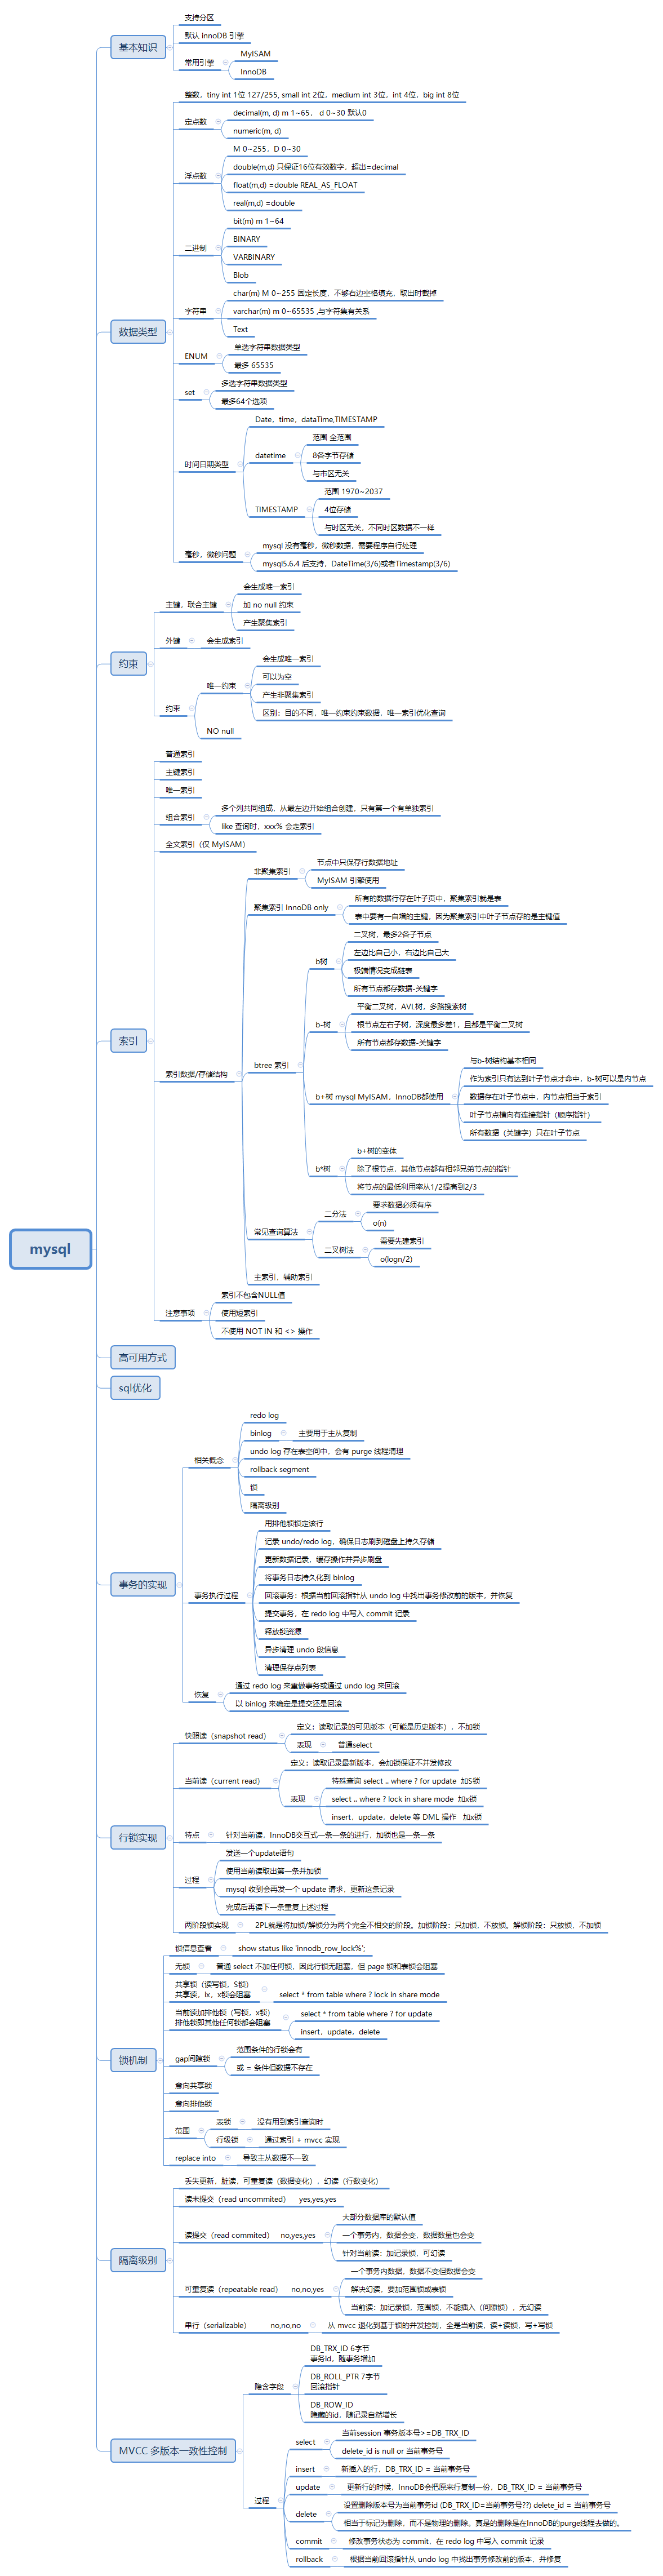 mysql
基本知识
支持分区
默认 innoDB 引擎
常用引擎
MyISAM
InnoDB
数据类型
整数，tiny int 1位 127/255, small int 2位，medium int 3位，int 4位，big int 8位
定点数
decimal(m, d) m 1~65， d 0~30 默认0
numeric(m, d)
浮点数
M 0~255，D 0~30
double(m,d) 只保证16位有效数字，超出=decimal
float(m,d) =double REAL_AS_FLOAT
real(m,d) =double
二进制
bit(m) m 1~64
BINARY
VARBINARY
Blob
字符串
char(m) M 0~255 固定长度，不够右边空格填充，取出时截掉
varchar(m) m 0~65535 ,与字符集有关系
Text
ENUM
单选字符串数据类型
最多 65535
set
多选字符串数据类型
最多64个选项
时间日期类型
Date，time，dataTime,TIMESTAMP
datetime
范围 全范围
8各字节存储
与市区无关
TIMESTAMP
范围 1970~2037
4位存储
与时区无关，不同时区数据不一样
毫秒，微秒问题
mysql 没有毫秒，微秒数据，需要程序自行处理
mysql5.6.4 后支持，DateTime(3/6)或者Timestamp(3/6)
约束
主键，联合主键
会生成唯一索引
加 no null 约束
产生聚集索引
外键
会生成索引
约束
唯一约束
会生成唯一索引
可以为空
产生非聚集索引
区别：目的不同，唯一约束约束数据，唯一索引优化查询
NO null
索引
普通索引
主键索引
唯一索引
组合索引
多个列共同组成，从最左边开始组合创建，只有第一个有单独索引
like 查询时，xxx% 会走索引
全文索引（仅 MyISAM）
索引数据/存储结构
非聚集索引
节点中只保存行数据地址
MyISAM 引擎使用
聚集索引 InnoDB only
所有的数据行存在叶子页中，聚集索引就是表
表中要有一自增的主键，因为聚集索引中叶子节点存的是主键值
btree 索引
b树
二叉树，最多2各子节点
左边比自己小，右边比自己大
极端情况变成链表
所有节点都存数据-关键字
b-树
平衡二叉树，AVL树，多路搜索树
根节点左右子树，深度最多差1，且都是平衡二叉树
所有节点都存数据-关键字
b+树 mysql MyISAM，InnoDB都使用
与b-树结构基本相同
作为索引只有达到叶子节点才命中，b-树可以是内节点
数据存在叶子节点中，内节点相当于索引
叶子节点横向有连接指针（顺序指针）
所有数据（关键字）只在叶子节点
b*树
b+树的变体
除了根节点，其他节点都有相邻兄弟节点的指针
将节点的最低利用率从1/2提高到2/3
常见查询算法
二分法
要求数据必须有序
o(n)
二叉树法
需要先建索引
o(logn/2)
主索引，辅助索引
注意事项
索引不包含NULL值
使用短索引
不使用 NOT IN 和 <> 操作
高可用方式
sql优化
事务的实现
相关概念
redo log
binlog
主要用于主从复制
undo log 存在表空间中，会有 purge 线程清理
rollback segment
锁
隔离级别
事务执行过程
用排他锁锁定该行
记录 undo/redo log，确保日志刷到磁盘上持久存储
更新数据记录，缓存操作并异步刷盘
将事务日志持久化到 binlog
回滚事务：根据当前回滚指针从 undo log 中找出事务修改前的版本，并恢复
提交事务，在 redo log 中写入 commit 记录
释放锁资源
异步清理 undo 段信息
清理保存点列表
恢复
通过 redo log 来重做事务或通过 undo log 来回滚
以 binlog 来确定是提交还是回滚
行锁实现
快照读（snapshot read）
定义：读取记录的可见版本（可能是历史版本），不加锁
表现
普通select
当前读（current read）
定义：读取记录最新版本，会加锁保证不并发修改
表现
特殊查询 select .. where ? for update 加S锁
select .. where ? lock in share mode 加x锁
insert，update，delete 等 DML 操作 加x锁
特点
针对当前读，InnoDB交互式一条一条的进行，加锁也是一条一条
过程
发送一个update语句
使用当前读取出第一条并加锁
mysql 收到会再发一个 update 请求，更新这条记录
完成后再读下一条重复上述过程
两阶段锁实现
2PL就是将加锁/解锁分为两个完全不相交的阶段。加锁阶段：只加锁，不放锁。解锁阶段：只放锁，不加锁
锁机制
锁信息查看
show status like 'innodb_row_lock%';
无锁
普通 select 不加任何锁，因此行锁无阻塞，但 page 锁和表锁会阻塞
共享锁（读写锁，S锁）
共享读，ix，x锁会阻塞
select * from table where ? lock in share mode
当前读加排他锁（写锁，x锁）
排他锁即其他任何锁都会阻塞
select * from table where ? for update
insert，update，delete
gap间隙锁
范围条件的行锁会有
或 = 条件但数据不存在
意向共享锁
意向排他锁
范围
表锁
没有用到索引查询时
行级锁
通过索引 + mvcc 实现
replace into
导致主从数据不一致
隔离级别
丢失更新，脏读，可重复读（数据变化），幻读（行数变化）
读未提交（read uncommited） yes,yes,yes
读提交（read commited） no,yes,yes
大部分数据库的默认值
一个事务内，数据会变，数据数量也会变
针对当前读：加记录锁，可幻读
可重复读（repeatable read） no,no,yes
一个事务内数据，数据不变但数据会变
解决幻读，要加范围锁或表锁
当前读：加记录锁，范围锁，不能插入（间隙锁），无幻读
串行（serializable） no,no,no
从 mvcc 退化到基于锁的并发控制，全是当前读，读+读锁，写+写锁
MVCC 多版本一致性控制
隐含字段
DB_TRX_ID 6字节
事务id，随事务增加
DB_ROLL_PTR 7字节
回滚指针
DB_ROW_ID
隐藏的id，随记录自然增长
过程
select
当前session 事务版本号>=DB_TRX_ID
delete_id is null or 当前事务号
insert
新插入的行，DB_TRX_ID = 当前事务号
update
更新行的时候，InnoDB会把原来行复制一份，DB_TRX_ID = 当前事务号
delete
设置删除版本号为当前事务id (DB_TRX_ID=当前事务号??) delete_id = 当前事务号
相当于标记为删除，而不是物理的删除。真是的删除是在InnoDB的purge线程去做的。
commit
修改事务状态为 commit，在 redo log 中写入 commit 记录
rollback
根据当前回滚指针从 undo log 中找出事务修改前的版本，并修复